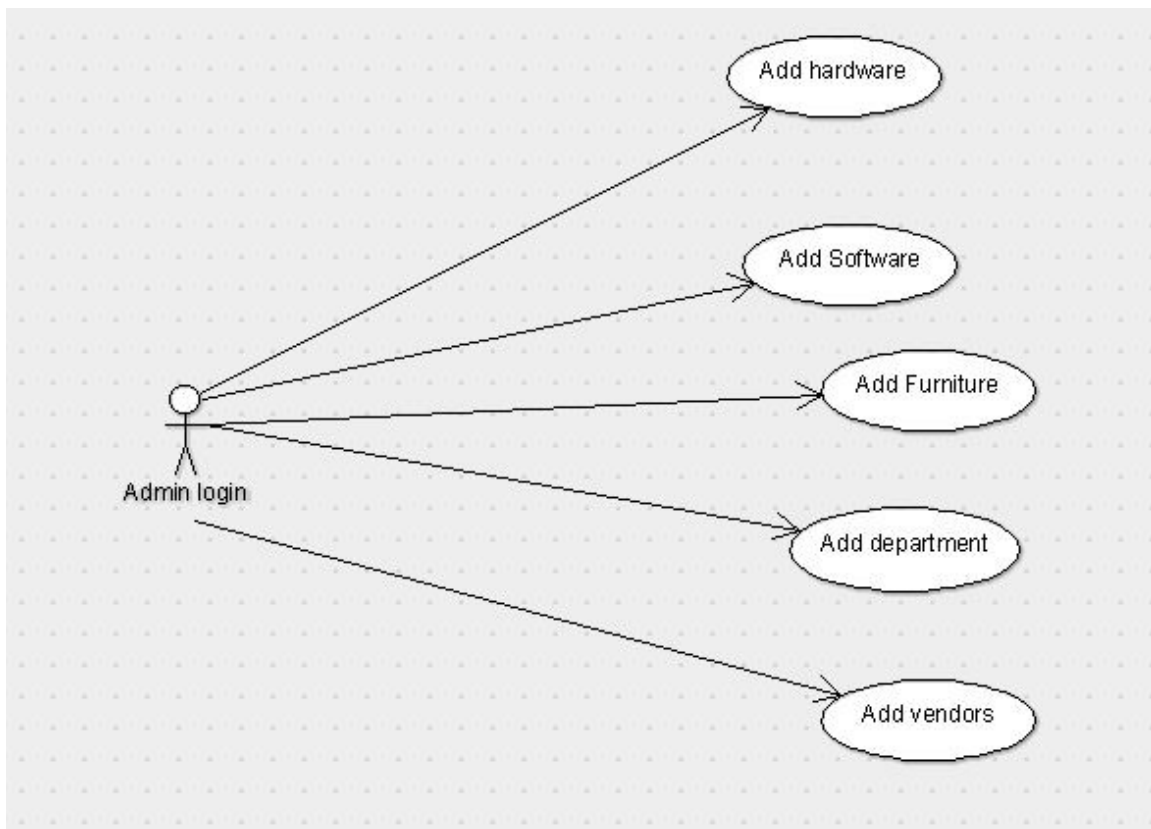 Add hardware
Add Software
Add Furniture
Admin login
Add department
Add vendors